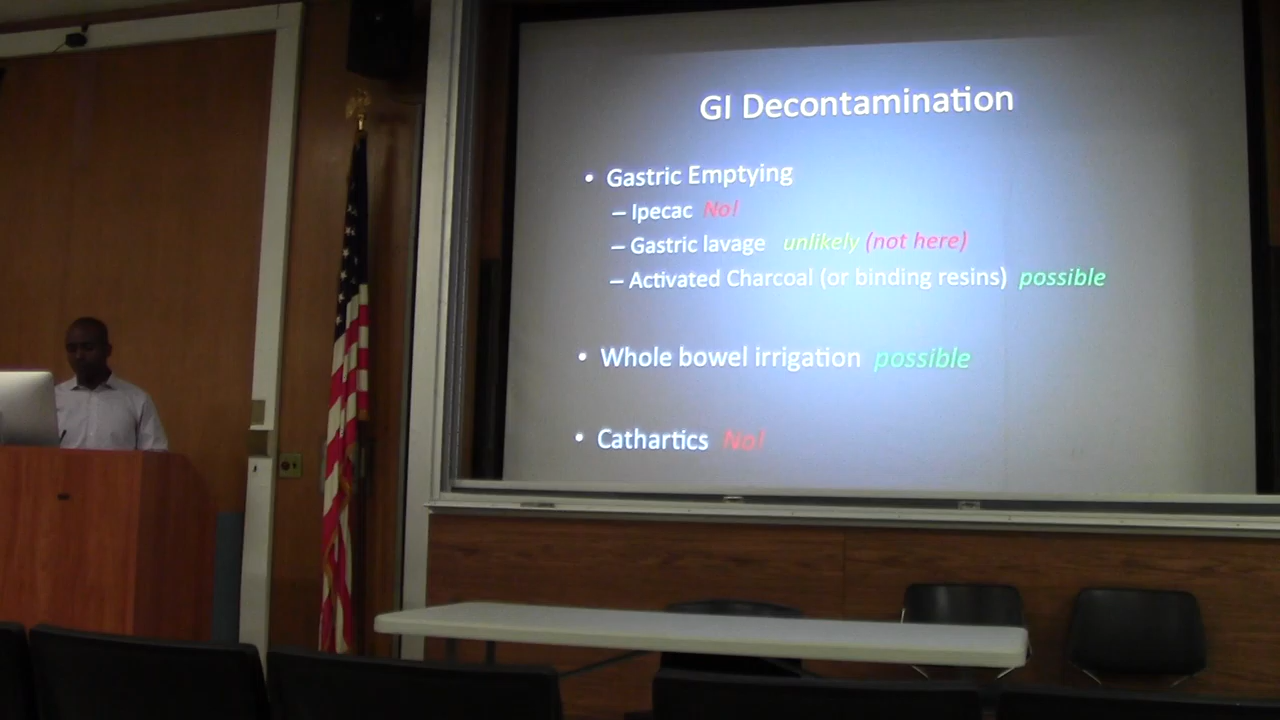 GI Decontamination
• Gastric Emptying
– Ipecac No!
– Gastric lavage unlikely (not here)
– Activated Charcoal (or binding resins) possible
• Whole bowel irrigation possible
• Cathartics No!